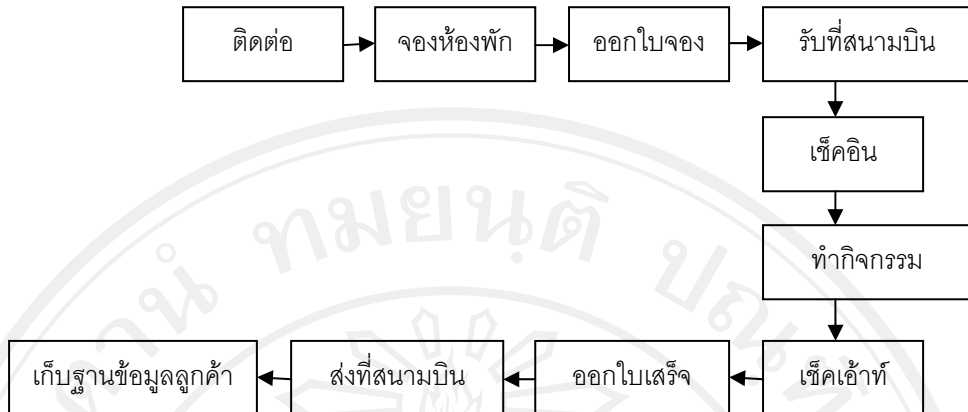 ติดต่อ
จองห้องพัก
ออกใบจอง
รับที่สนามบิน
เช็คอิน
ทำกิจกรรม
เช็คเอ้าท์
ออกใบเสร็จ
ส่งที่สนามบิน
เก็บฐานข้อมูลลูกค้า